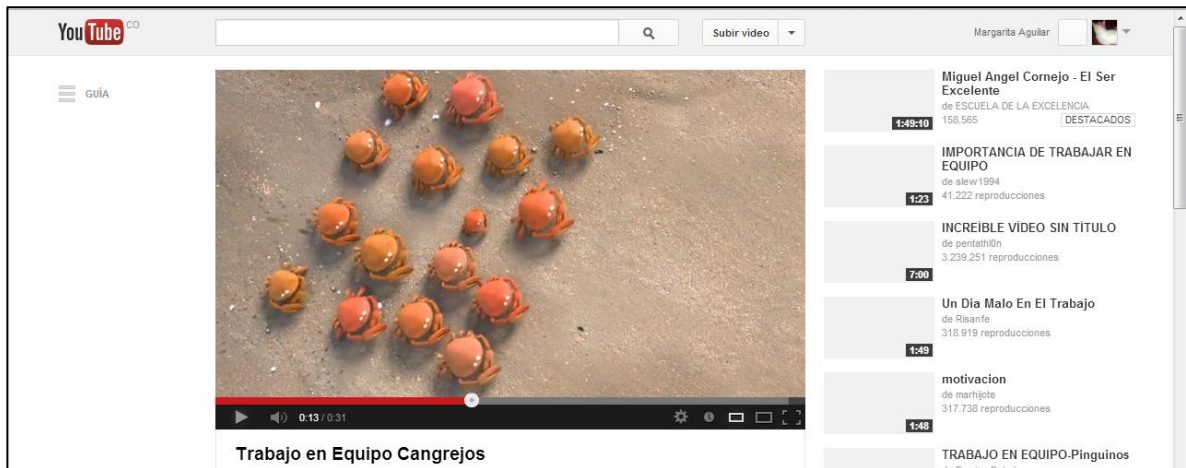 YouTube CO
Subir video
Margarita Aguilar
GUÍA
0:13 / 0:31
Trabajo en Equipo Cangrejos
1:49:10
Miguel Angel Cornejo - El Ser
Excelente
de ESCUELA DE LA EXCELENCIA
158.565 DESTACADOS
1:23
IMPORTANCIA DE TRABAJAR EN
EQUIPO
de slew1994
41.222 reproducciones
7:00
INCREÍBLE VÍDEO SIN TÍTULO
de pentathl0n
3.239.251 reproducciones
1:49
Un Dia Malo En El Trabajo
de Risanfe
318.919 reproducciones
1:48
motivacion
de marhijote
317.738 reproducciones
TRABAJO EN EQUIPO-Pinguinos